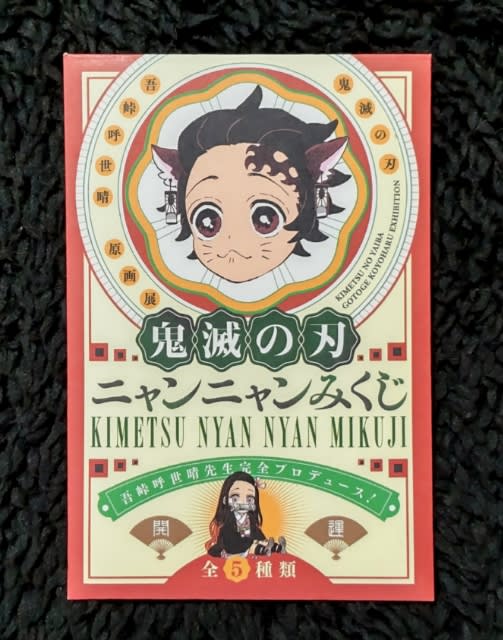 鬼滅の刃
吾峠呼世晴 原画展
KIMETSU NO YAIBA
GOTOGE KOYOHARU EXHIBITION
鬼滅の刃
ニャンニャンみくじ
KIMETSU NYAN NYAN MIKUJI
吾峠呼世晴先生完全プロデュース!
開 運
全5種類